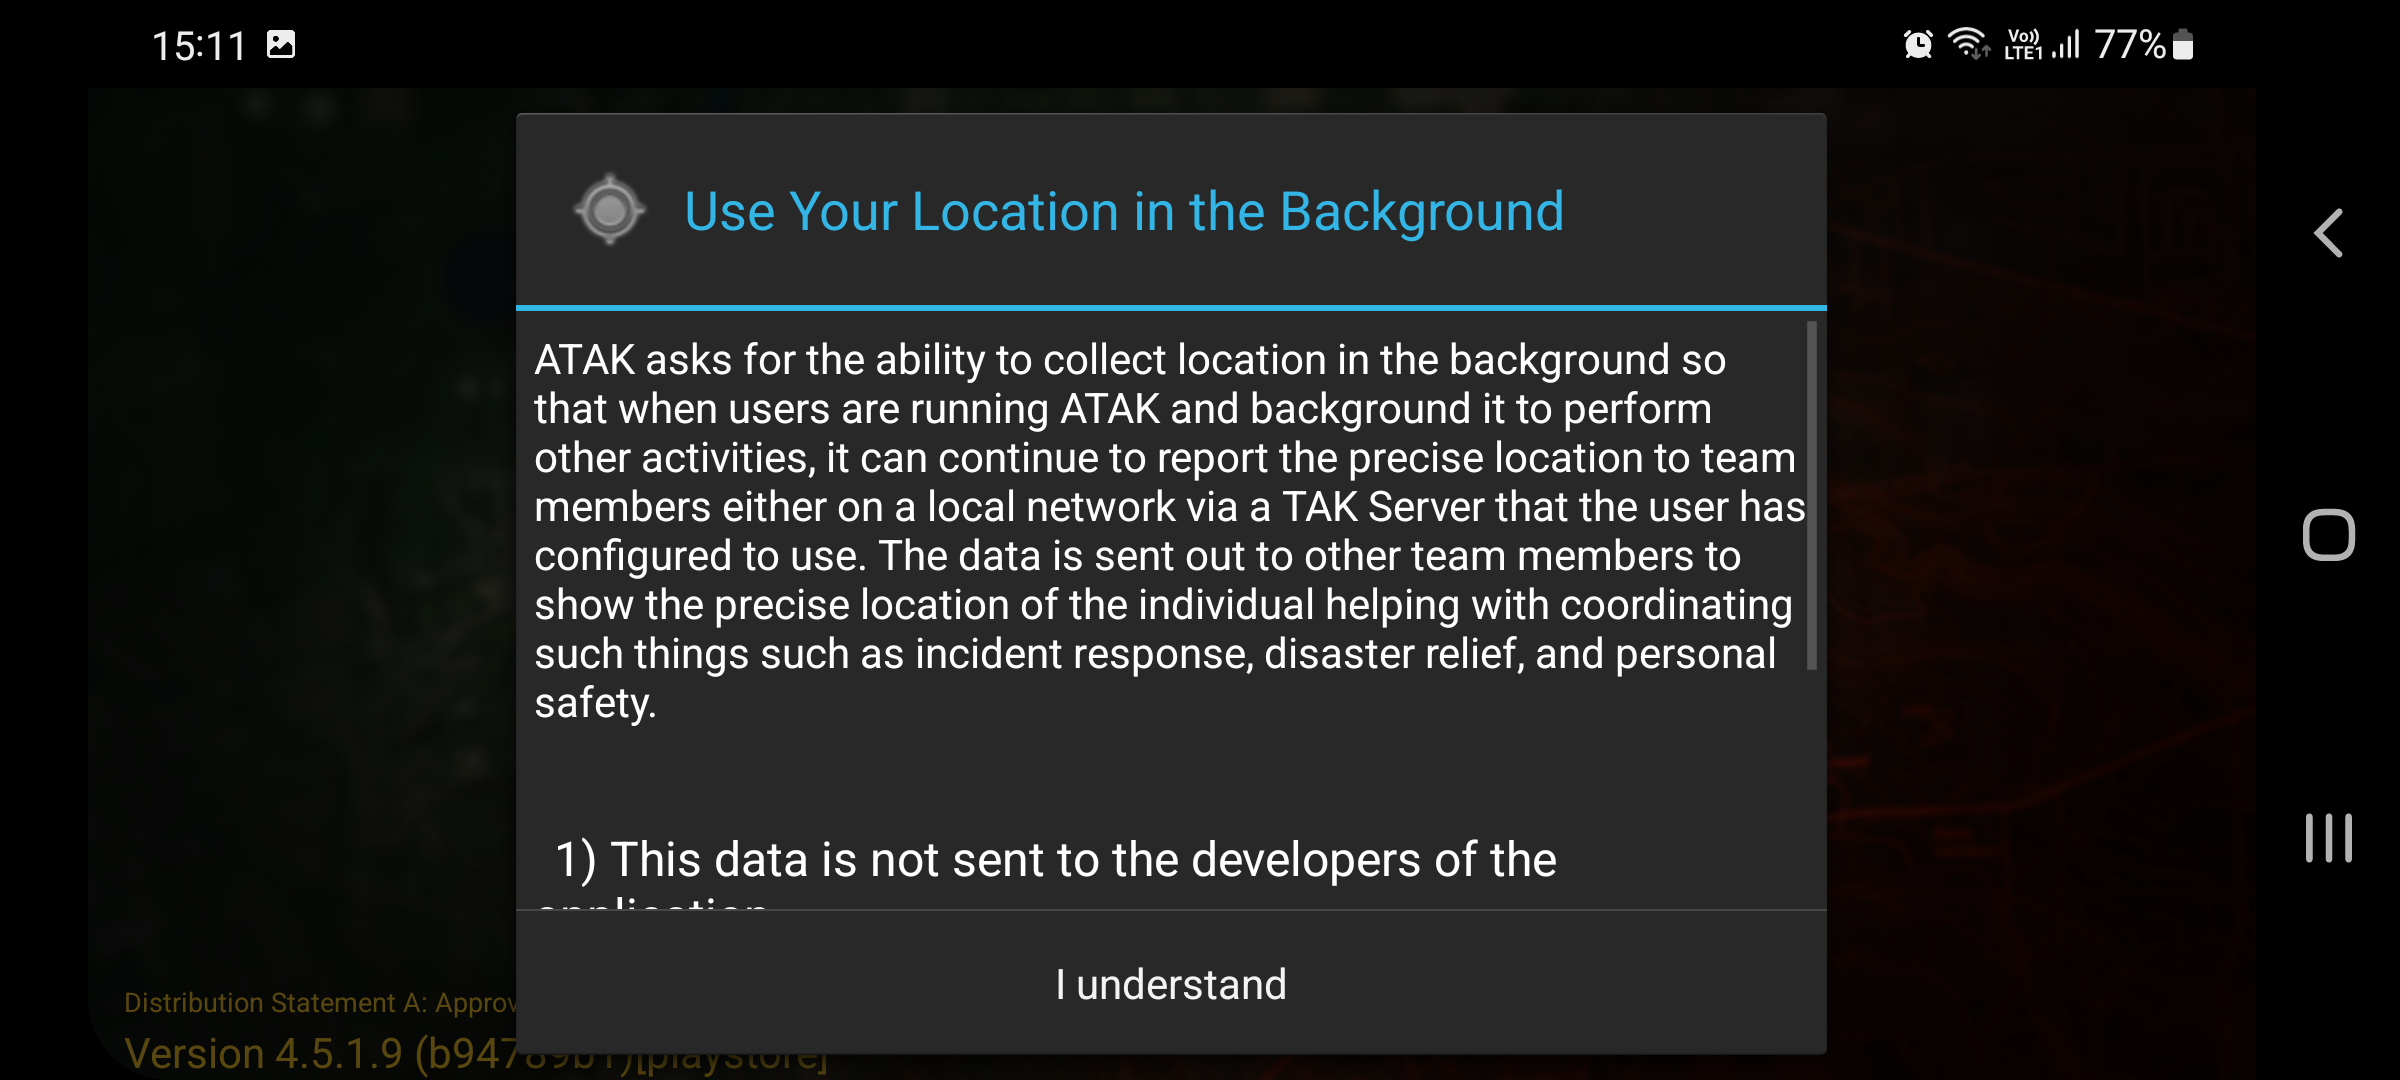 15:11
Vo)) LTE1 77%
Use Your Location in the Background
ATAK asks for the ability to collect location in the background so
that when users are running ATAK and background it to perform
other activities, it can continue to report the precise location to team
members either on a local network via a TAK Server that the user has
configured to use. The data is sent out to other team members to
show the precise location of the individual helping with coordinating
such things such as incident response, disaster relief, and personal
safety.
1) This data is not sent to the developers of the
application
I understand
Distribution Statement A: Approv
Version 4.5.1.9 (b94789b1)[playstore]